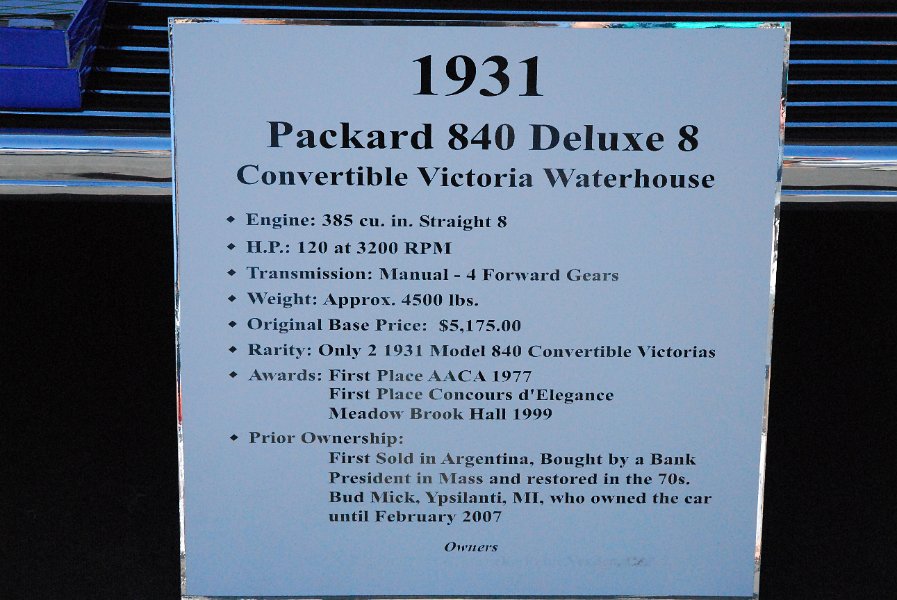 1931
Packard 840 Deluxe 8
Convertible Victoria Waterhouse
◆ Engine: 385 cu. in. Straight 8
◆ H.P.: 120 at 3200 RPM
◆ Transmission: Manual - 4 Forward Gears
◆ Weight: Approx. 4500 lbs.
◆ Original Base Price: $5,175.00
◆ Rarity: Only 2 1931 Model 840 Convertible Victorias
◆ Awards: First Place AACA 1977
First Place Concours d'Elegance
Meadow Brook Hall 1999
◆ Prior Ownership:
First Sold in Argentina, Bought by a Bank
President in Mass and restored in the 70s.
Bud Mick, Ypsilanti, MI, who owned the car
until February 2007
Owners